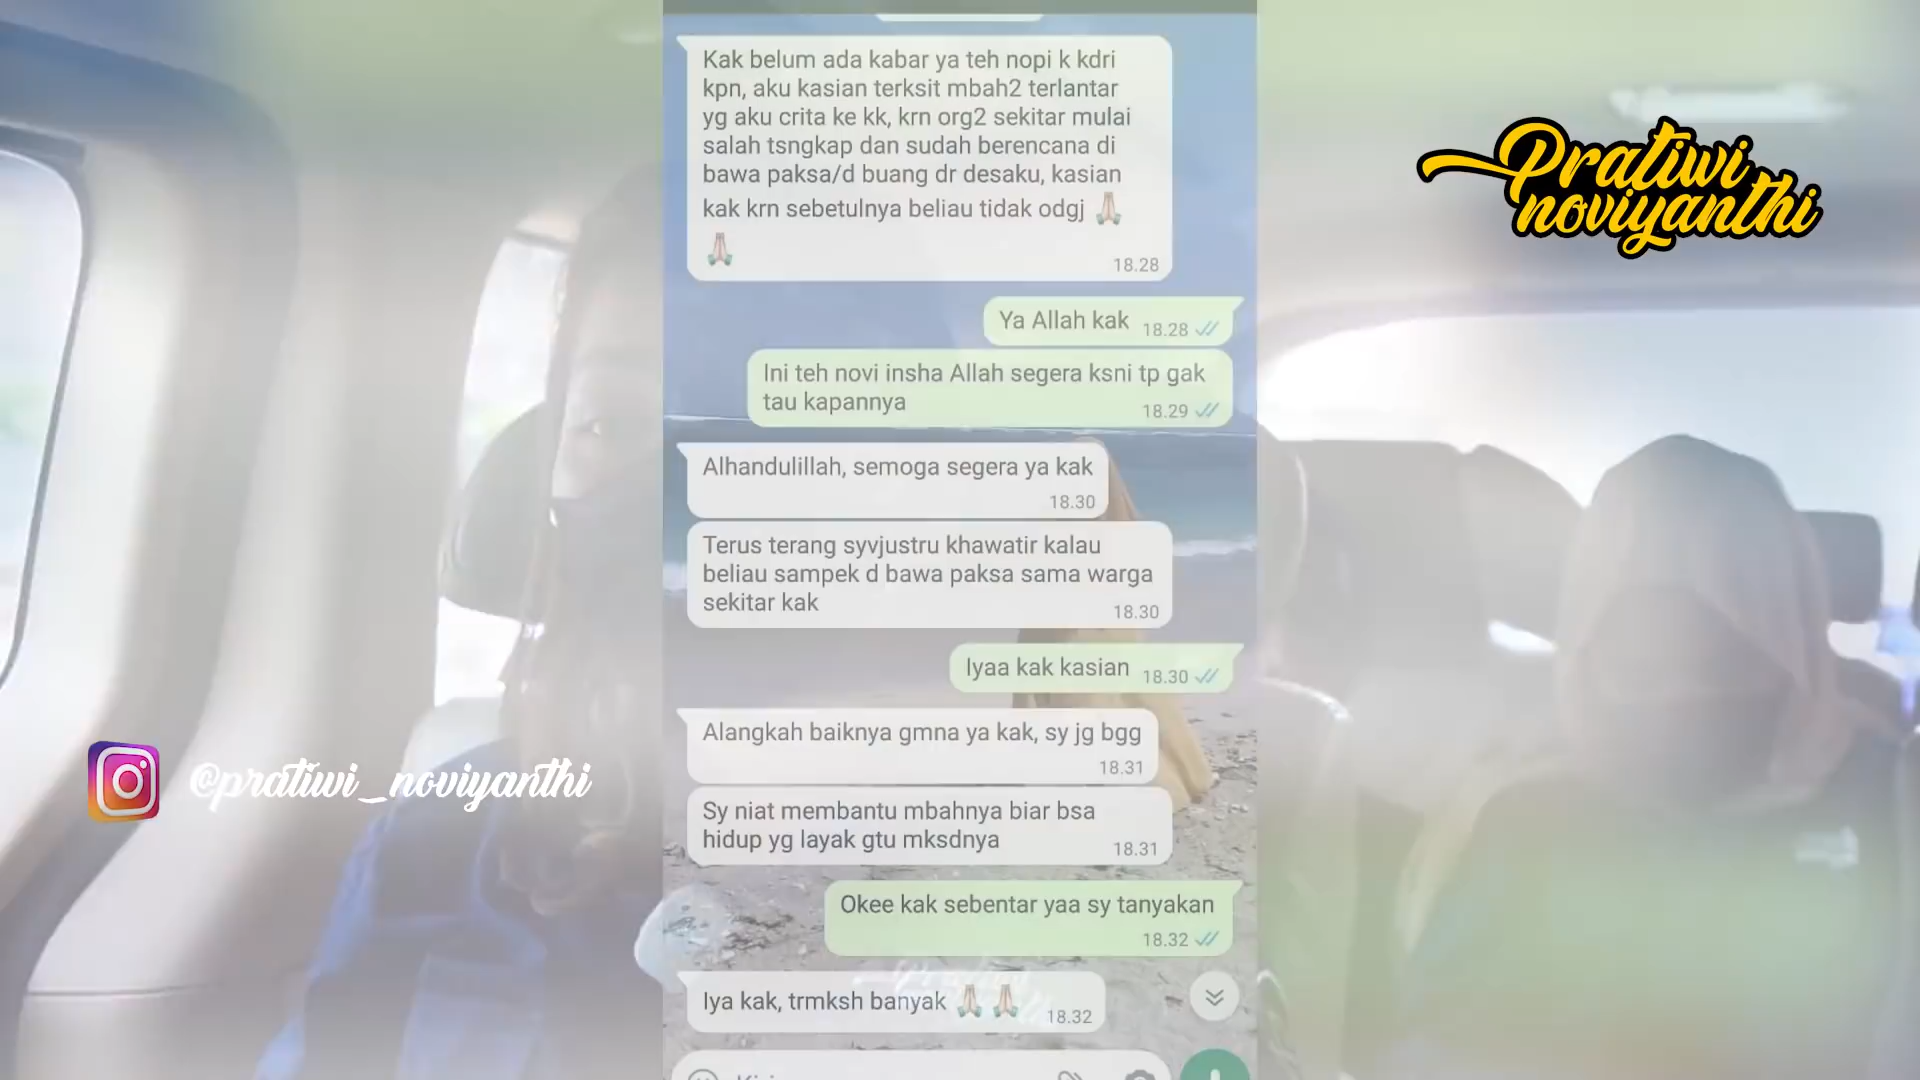 Kak belum ada kabar ya teh nopi k kdri
kpn, aku kasian terksit mbah2 terlantar
yg aku crita ke kk, krn org2 sekitar mulai
salah tsngkap dan sudah berencana di
bawa paksa/d buang dr desaku, kasian
kak krn sebetulnya beliau tidak odgj 🙏🏻
🙏🏻
18.28
Ya Allah kak 18.28
Ini teh novi insha Allah segera ksni tp gak
tau kapannya 18.29
Alhandulillah, semoga segera ya kak
18.30
Terus terang syvjustru khawatir kalau
beliau sampek d bawa paksa sama warga
sekitar kak 18.30
Iyaa kak kasian 18.30
Alangkah baiknya gmna ya kak, sy jg bgg
18.31
Sy niat membantu mbahnya biar bsa
hidup yg layak gtu mksdnya 18.31
Okee kak sebentar yaa sy tanyakan
18.32
Iya kak, trmksh banyak 🙏🏻🙏🏻 18.32
Pratiwi
noviyanthi
@pratiwi_noviyanthi